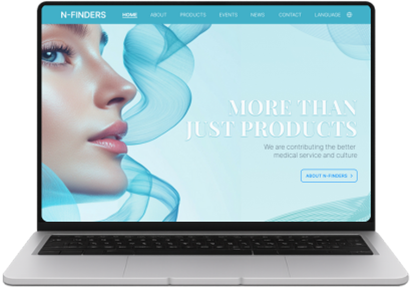 N-FINDERS HOME ABOUT PRODUCTS EVENTS NEWS CONTACT LANGUAGE
MORE THAN
JUST PRODUCTS
We are contributing the better
medical service and culture
ABOUT N-FINDERS >